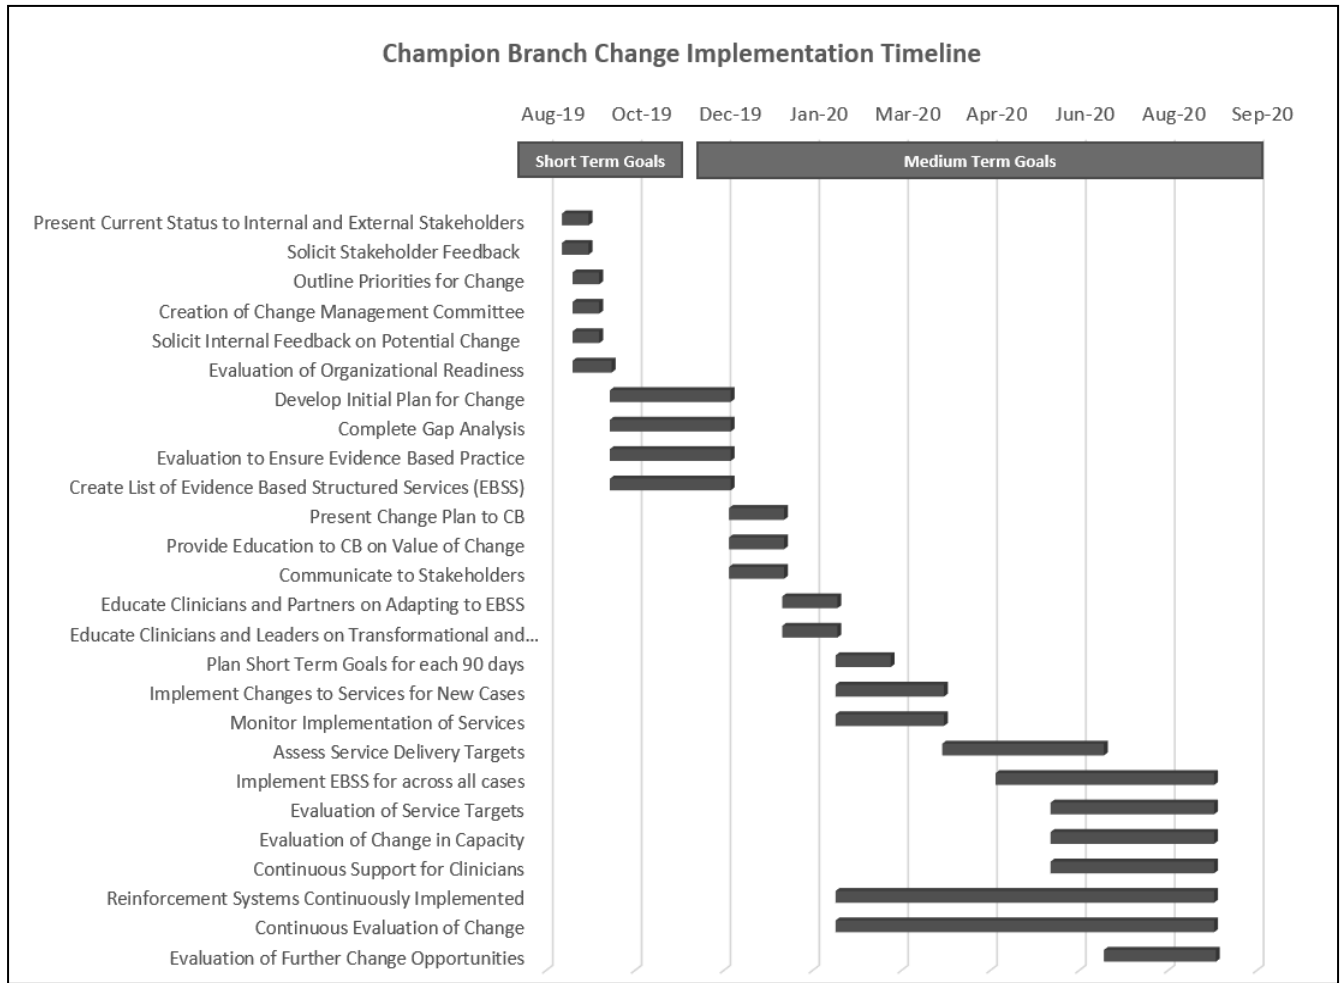 Champion Branch Change Implementation Timeline
Aug-19 Oct-19 Dec-19 Jan-20 Mar-20 Apr-20 Jun-20 Aug-20 Sep-20
Short Term Goals Medium Term Goals
Present Current Status to Internal and External Stakeholders
Solicit Stakeholder Feedback
Outline Priorities for Change
Creation of Change Management Committee
Solicit Internal Feedback on Potential Change
Evaluation of Organizational Readiness
Develop Initial Plan for Change
Complete Gap Analysis
Evaluation to Ensure Evidence Based Practice
Create List of Evidence Based Structured Services (EBSS)
Present Change Plan to CB
Provide Education to CB on Value of Change
Communicate to Stakeholders
Educate Clinicians and Partners on Adapting to EBSS
Educate Clinicians and Leaders on Transformational and...
Plan Short Term Goals for each 90 days
Implement Changes to Services for New Cases
Monitor Implementation of Services
Assess Service Delivery Targets
Implement EBSS for across all cases
Evaluation of Service Targets
Evaluation of Change in Capacity
Continuous Support for Clinicians
Reinforcement Systems Continuously Implemented
Continuous Evaluation of Change
Evaluation of Further Change Opportunities